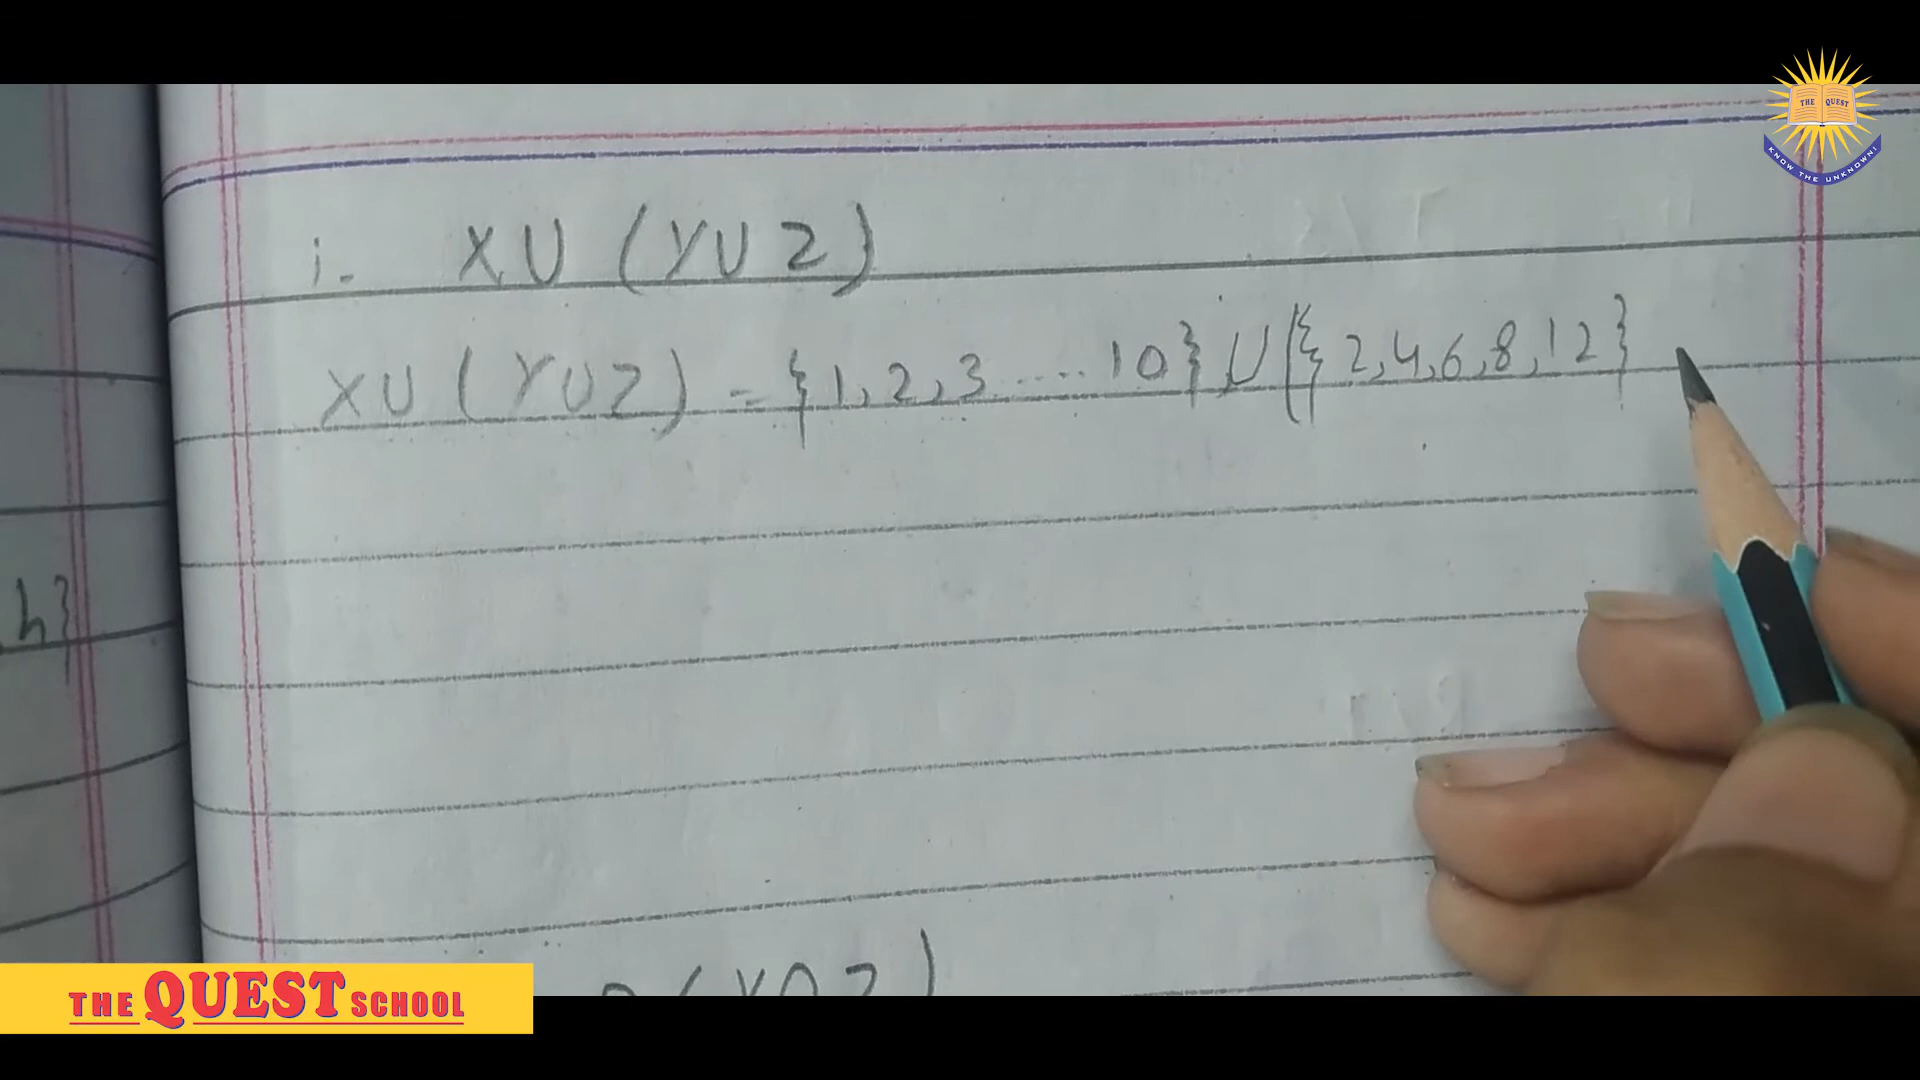 THE QUEST
KNOW THE UNKNOWN!
i. X U (Y U Z)
X U (Y U Z) = {1, 2, 3 .... 10} U ({2, 4, 6, 8, 12}
h}
(Y ∩ Z)
THE QUEST SCHOOL